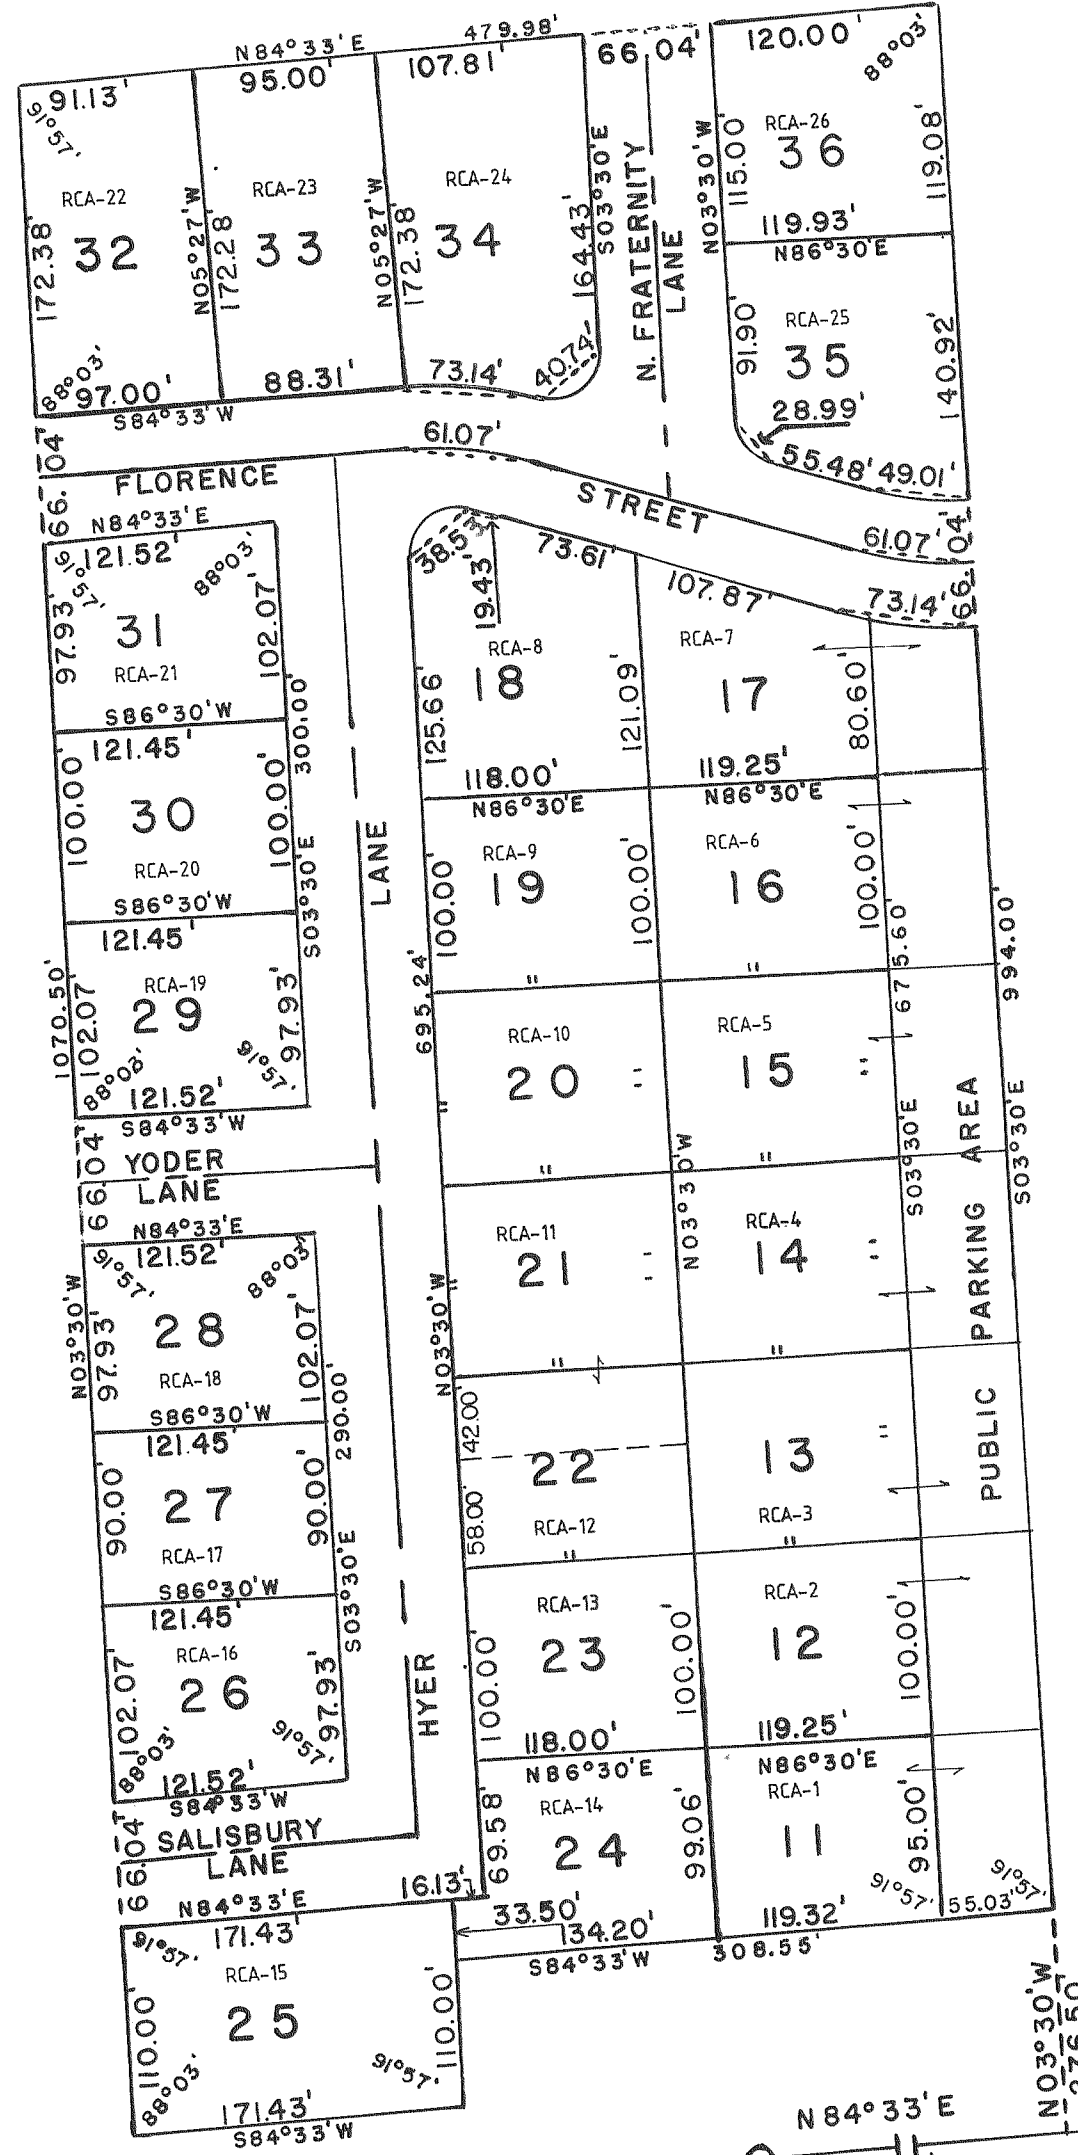 N84°33'E
479.98'
66.04'
120.00'
88°03'
91.13'
95.00'
107.81'
91°57'
RCA-22
32
172.38'
88°03'
97.00'
S84°33'W
N05°27'W
172.28'
RCA-23
33
88.31'
N05°27'W
172.38'
RCA-24
34
164.43'
S03°30'E
73.14'
40.74'
N. FRATERNITY
LANE
N03°30'W
115.00'
RCA-26
36
119.08'
119.93'
N86°30'E
RCA-25
35
91.90'
140.92'
28.99'
55.48'
49.01'
66.04'
61.07'
FLORENCE
STREET
61.07'
66.04'
N84°33'E
121.52'
91°57'
88°03'
97.93'
31
RCA-21
102.07'
S86°30'W
121.45'
300.00'
100.00'
30
100.00'
RCA-20
S86°30'W
S03°30'E
121.45'
RCA-19
29
1070.50'
102.07'
97.93'
88°03'
91°57'
121.52'
S84°33'W
66.04'
YODER
LANE
N84°33'E
121.52'
91°57'
88°03'
N03°30'W
97.93'
28
102.07'
RCA-18
S86°30'W
121.45'
290.00'
90.00'
27
90.00'
RCA-17
S86°30'W
S03°30'E
121.45'
RCA-16
26
102.07'
97.93'
88°03'
91°57'
121.52'
S84°33'W
66.04'
SALISBURY
LANE
N84°33'E
16.13'
171.43'
91°57'
RCA-15
25
110.00'
110.00'
88°03'
91°57'
171.43'
S84°33'W
HYER
LANE
38.53'
19.43'
73.61'
107.87'
73.14'
RCA-8
18
125.66'
121.09'
118.00'
N86°30'E
RCA-7
17
80.60'
119.25'
N86°30'E
RCA-9
19
100.00'
100.00'
RCA-6
16
100.00'
695.24'
675.60'
994.00'
RCA-10
20
RCA-5
15
N03°30'W
S03°30'E
S03°30'E
RCA-11
21
RCA-4
14
N03°30'W
PUBLIC PARKING AREA
42.00'
22
58.00'
RCA-12
13
RCA-3
RCA-13
23
100.00'
100.00'
118.00'
N86°30'E
RCA-2
12
100.00'
119.25'
N86°30'E
RCA-14
24
69.58'
99.06'
33.50'
134.20'
S84°33'W
RCA-1
11
95.00'
91°57'
91°57'
119.32'
55.03'
308.55'
N03°30'W
N84°33'E